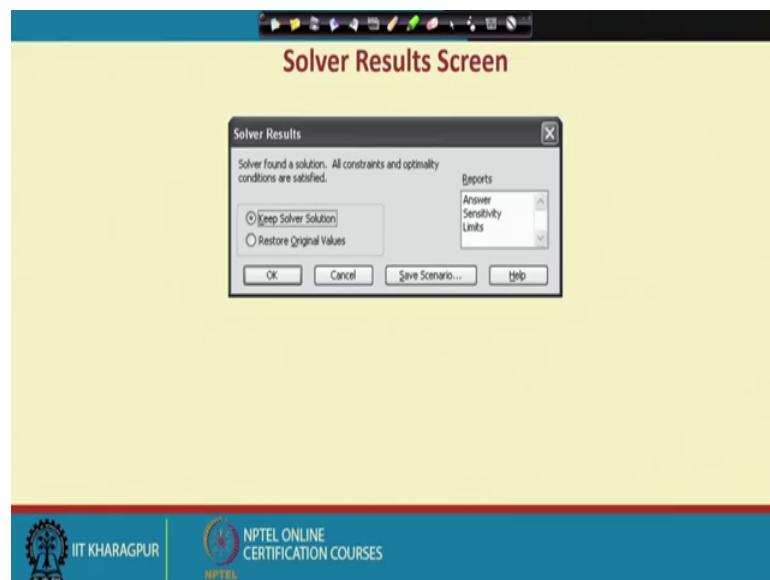 Solver Results Screen
Solver Results
Solver found a solution. All constraints and optimality
conditions are satisfied.
Reports
Answer
Sensitivity
Limits
Keep Solver Solution
Restore Original Values
OK
Cancel
Save Scenario...
Help
IIT KHARAGPUR
NPTEL ONLINE
CERTIFICATION COURSES
NPTEL